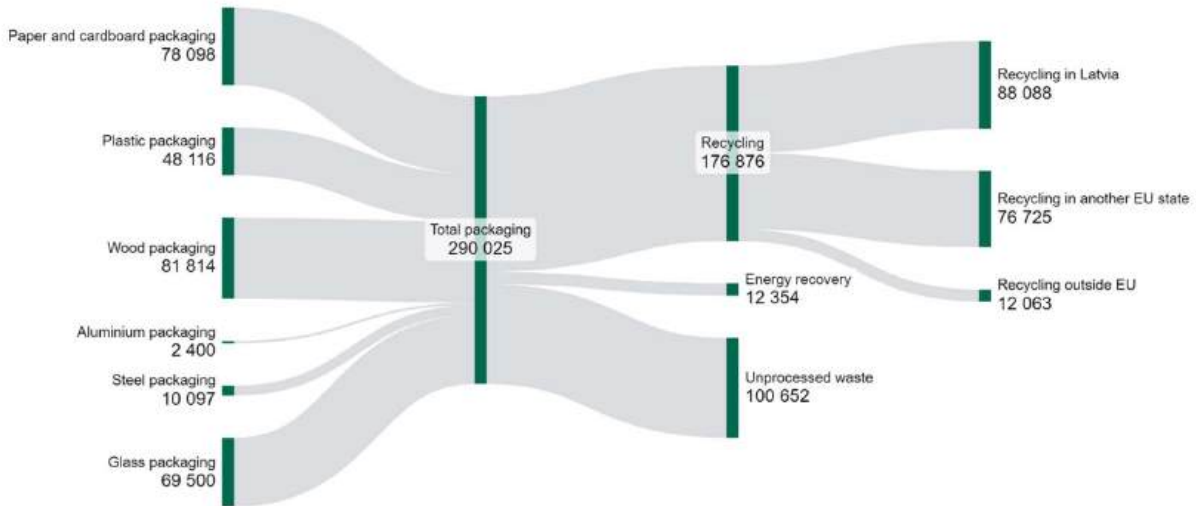 Paper and cardboard packaging
78 098
Plastic packaging
48 116
Wood packaging
81 814
Aluminium packaging
2 400
Steel packaging
10 097
Glass packaging
69 500
Total packaging
290 025
Recycling
176 876
Energy recovery
12 354
Unprocessed waste
100 652
Recycling in Latvia
88 088
Recycling in another EU state
76 725
Recycling outside EU
12 063